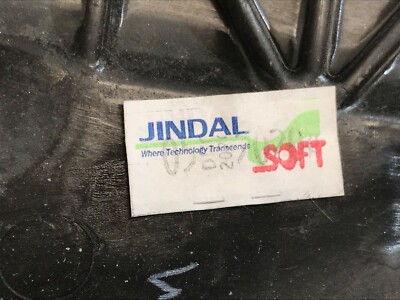 JINDAL
Where Technology Transcends
SOFT